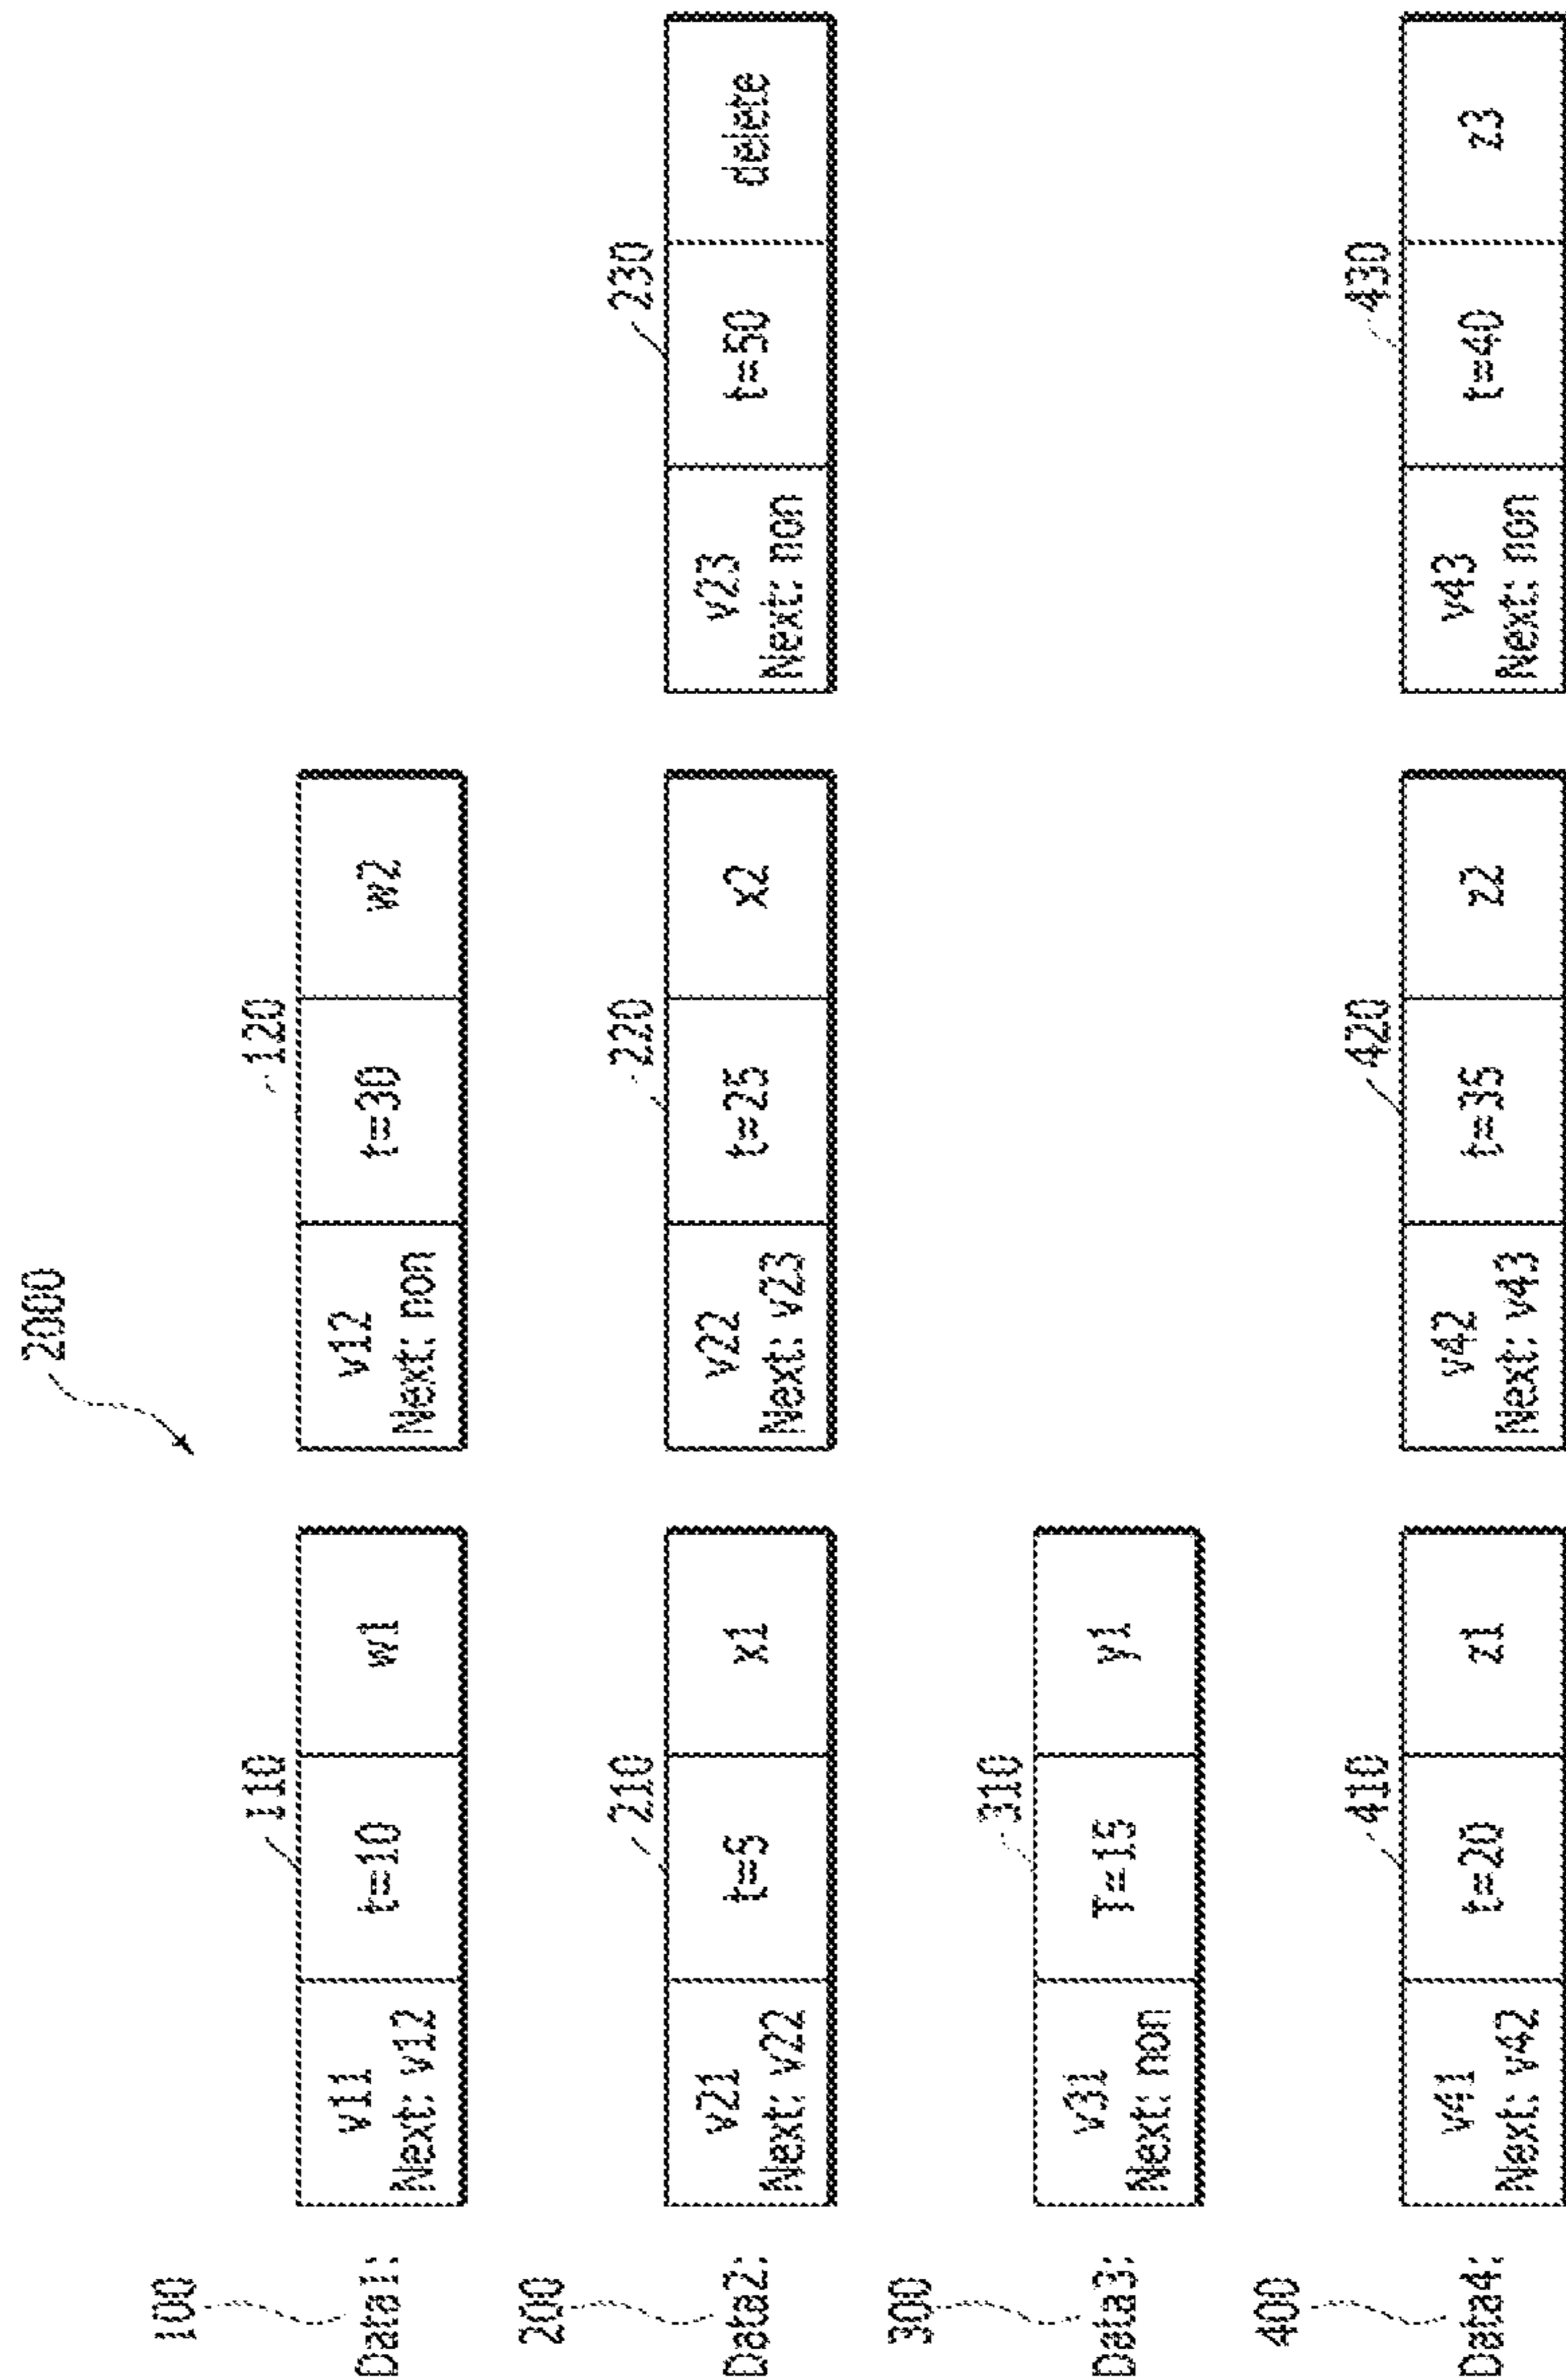 2000
100
110
120
Data1:
v11
Next: v12
t=10
w1
v12
Next: non
t=30
w2
200
210
220
230
Data2:
v21
Next: v22
t=5
x1
v22
Next: v23
t=25
x2
v23
Next: non
t=50
delete
300
310
Data3:
v31
Next: non
T=15
y1
400
410
420
430
Data4:
v41
Next: v42
t=20
z1
v42
Next: v43
t=35
z2
v43
Next: non
t=40
z3